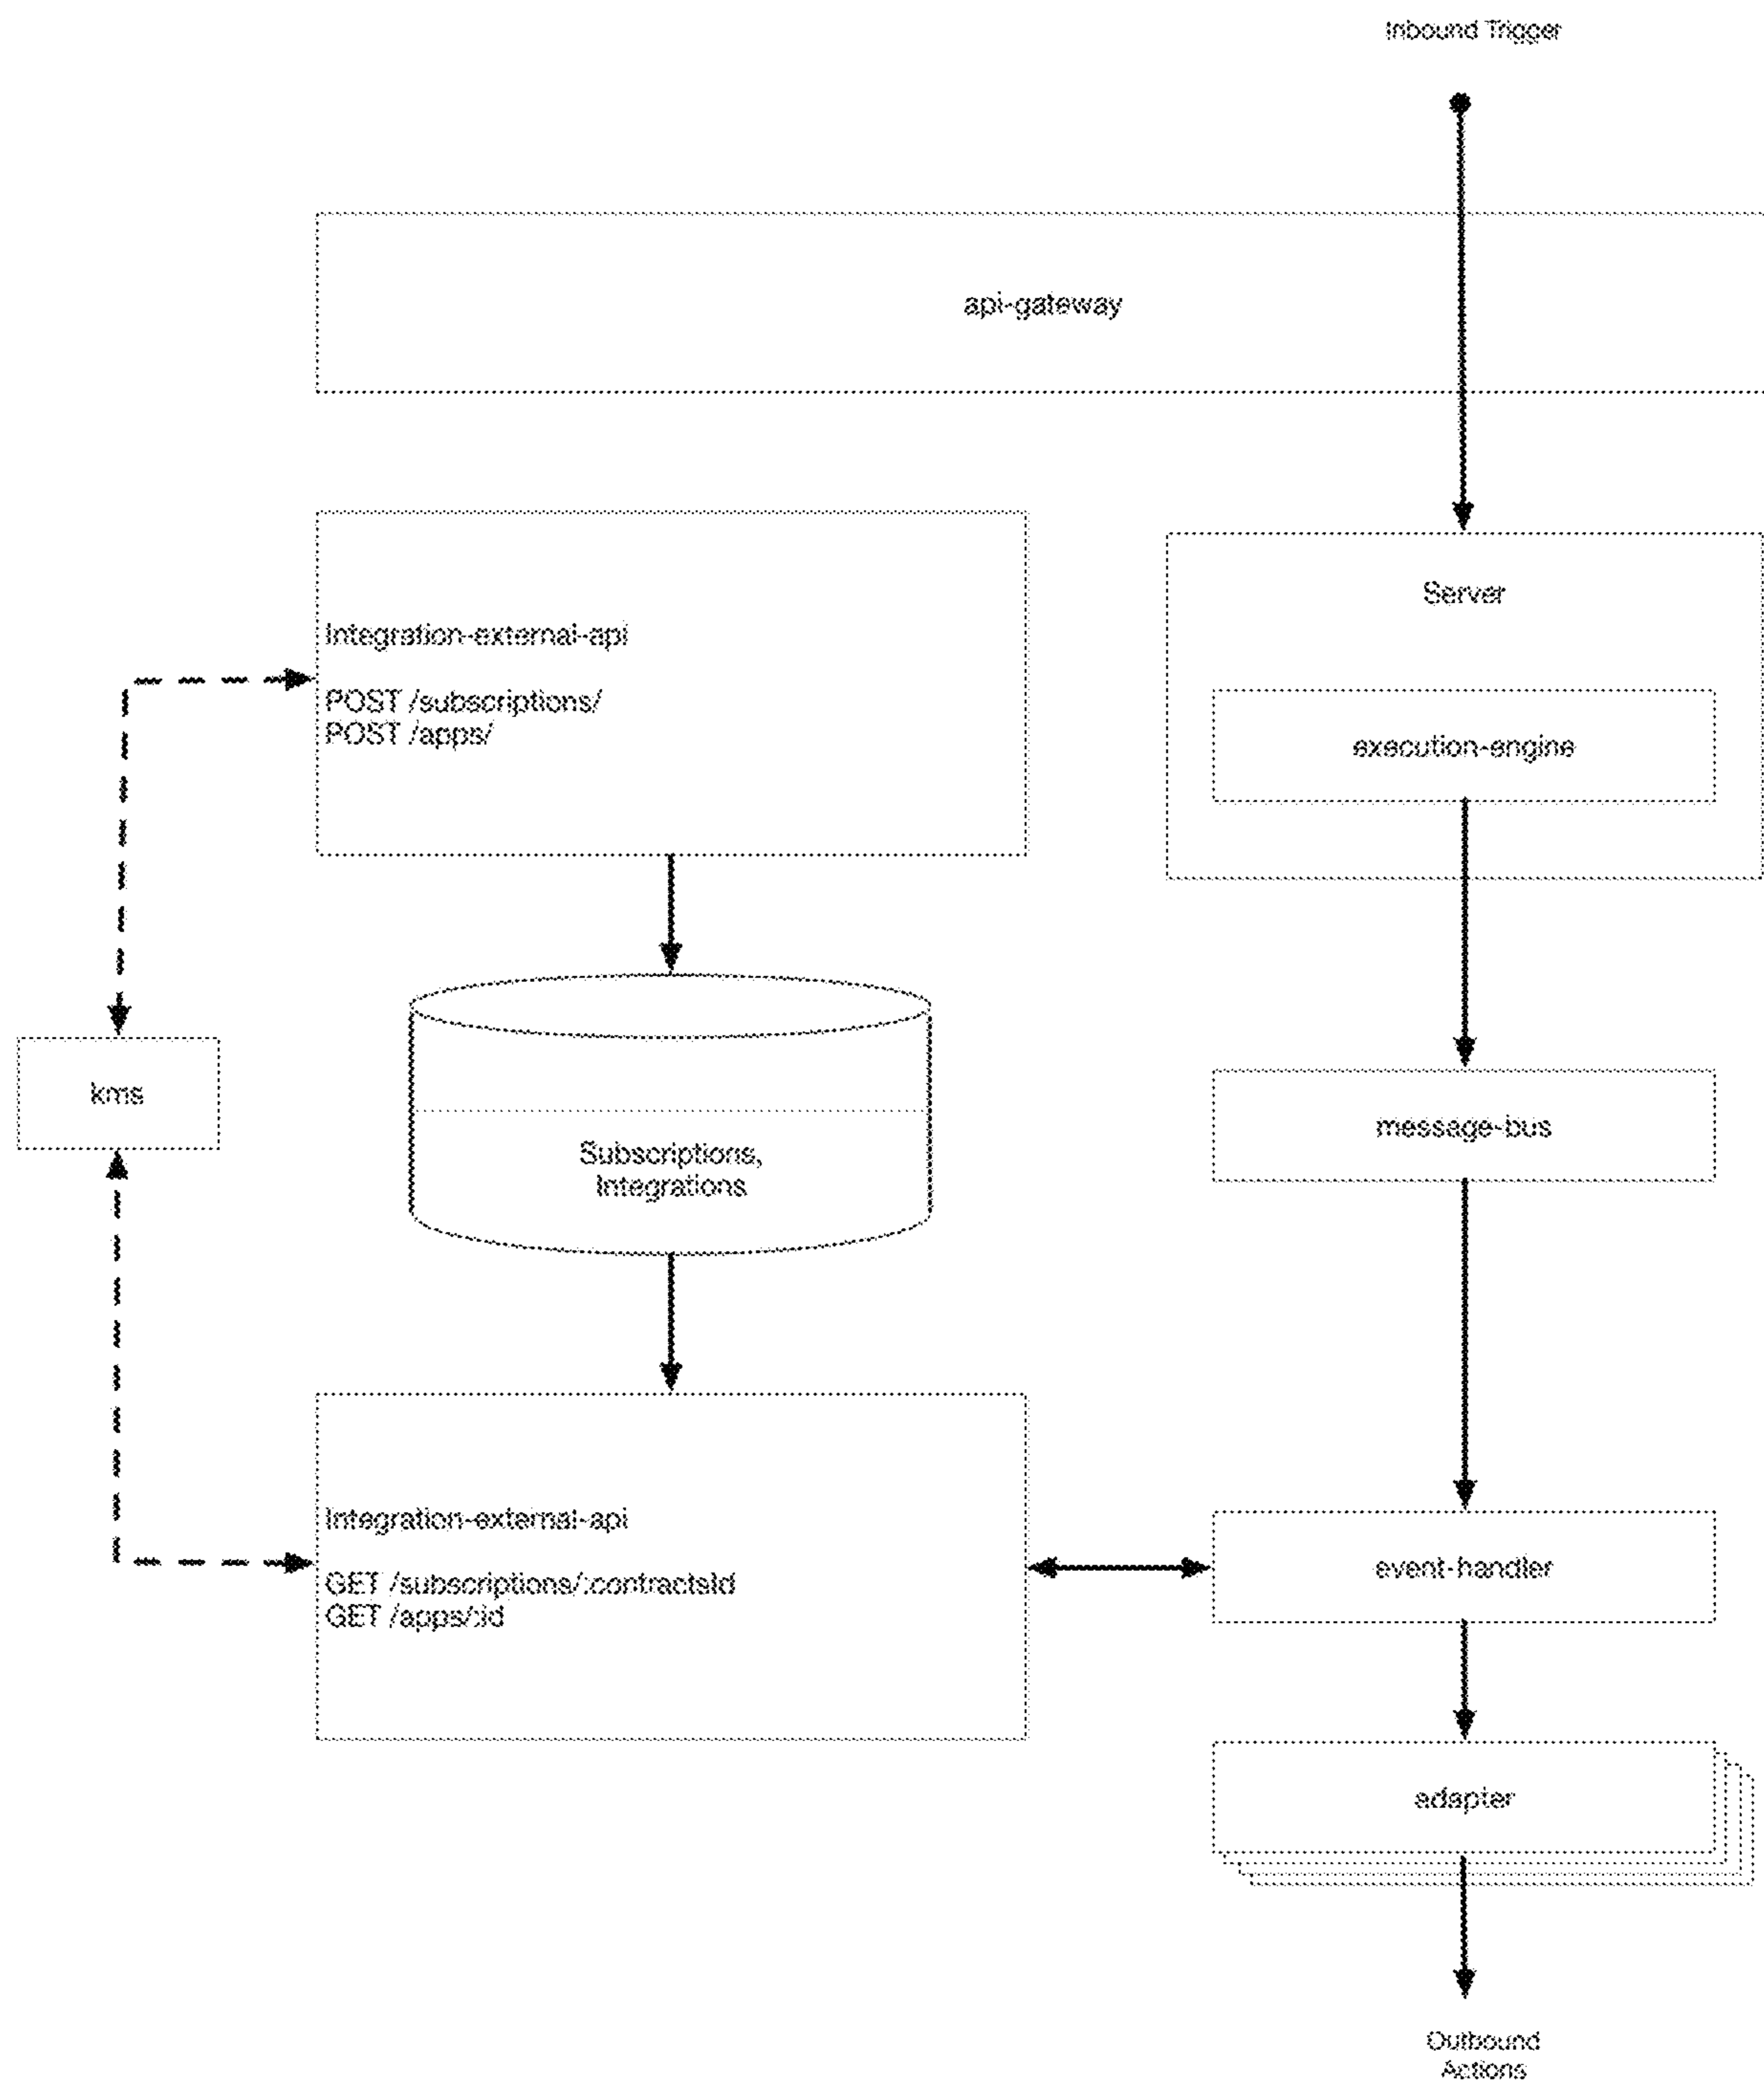 Inbound Trigger
api-gateway
Integration-external-api
POST /subscriptions/
POST /apps/
Server
execution-engine
kms
Subscriptions,
Integrations
message-bus
Integration-external-api
GET /subscriptions/:contractsId
GET /apps/:id
event-handler
adapter
Outbound
Actions